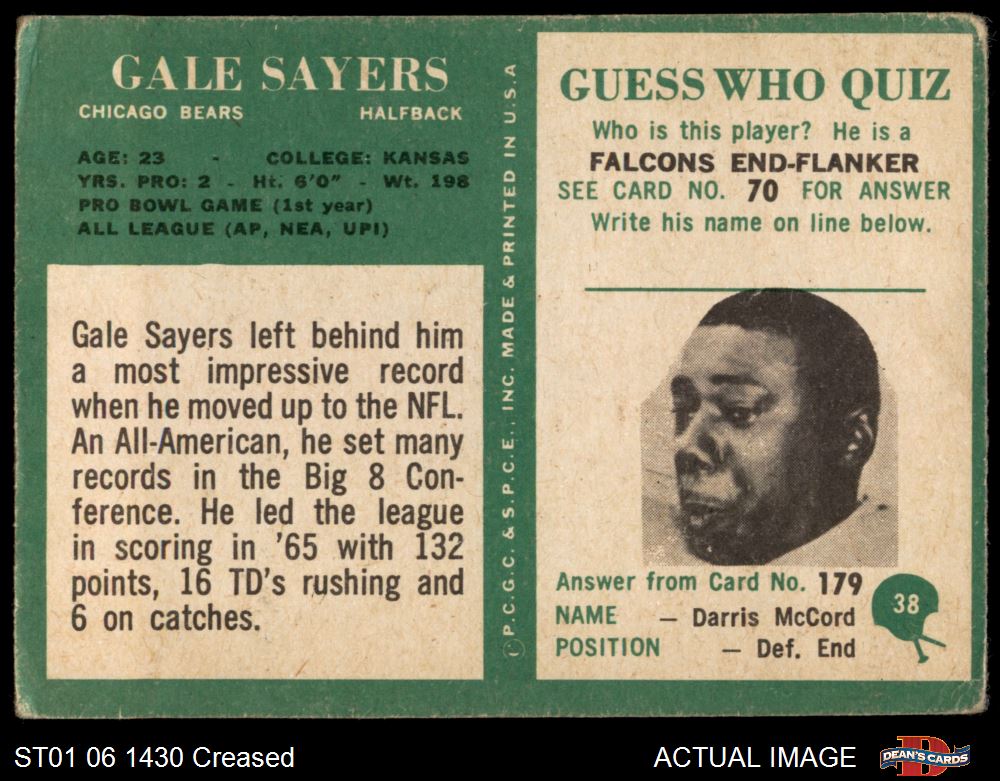 GALE SAYERS
CHICAGO BEARS HALFBACK
AGE: 23 - COLLEGE: KANSAS
YRS. PRO: 2 - Ht. 6'0" - Wt. 198
PRO BOWL GAME (1st year)
ALL LEAGUE (AP, NEA, UPI)
Gale Sayers left behind him
a most impressive record
when he moved up to the NFL.
An All-American, he set many
records in the Big 8 Con-
ference. He led the league
in scoring in '65 with 132
points, 16 TD's rushing and
6 on catches.
© P.C.G.C. & S.P.C.E., INC. MADE & PRINTED IN U.S.A
GUESS WHO QUIZ
Who is this player? He is a
FALCONS END-FLANKER
SEE CARD NO. 70 FOR ANSWER
Write his name on line below.
Answer from Card No. 179
NAME — Darris McCord
POSITION — Def. End
38
ST01 06 1430 Creased
ACTUAL IMAGE
D
DEAN'S CARDS